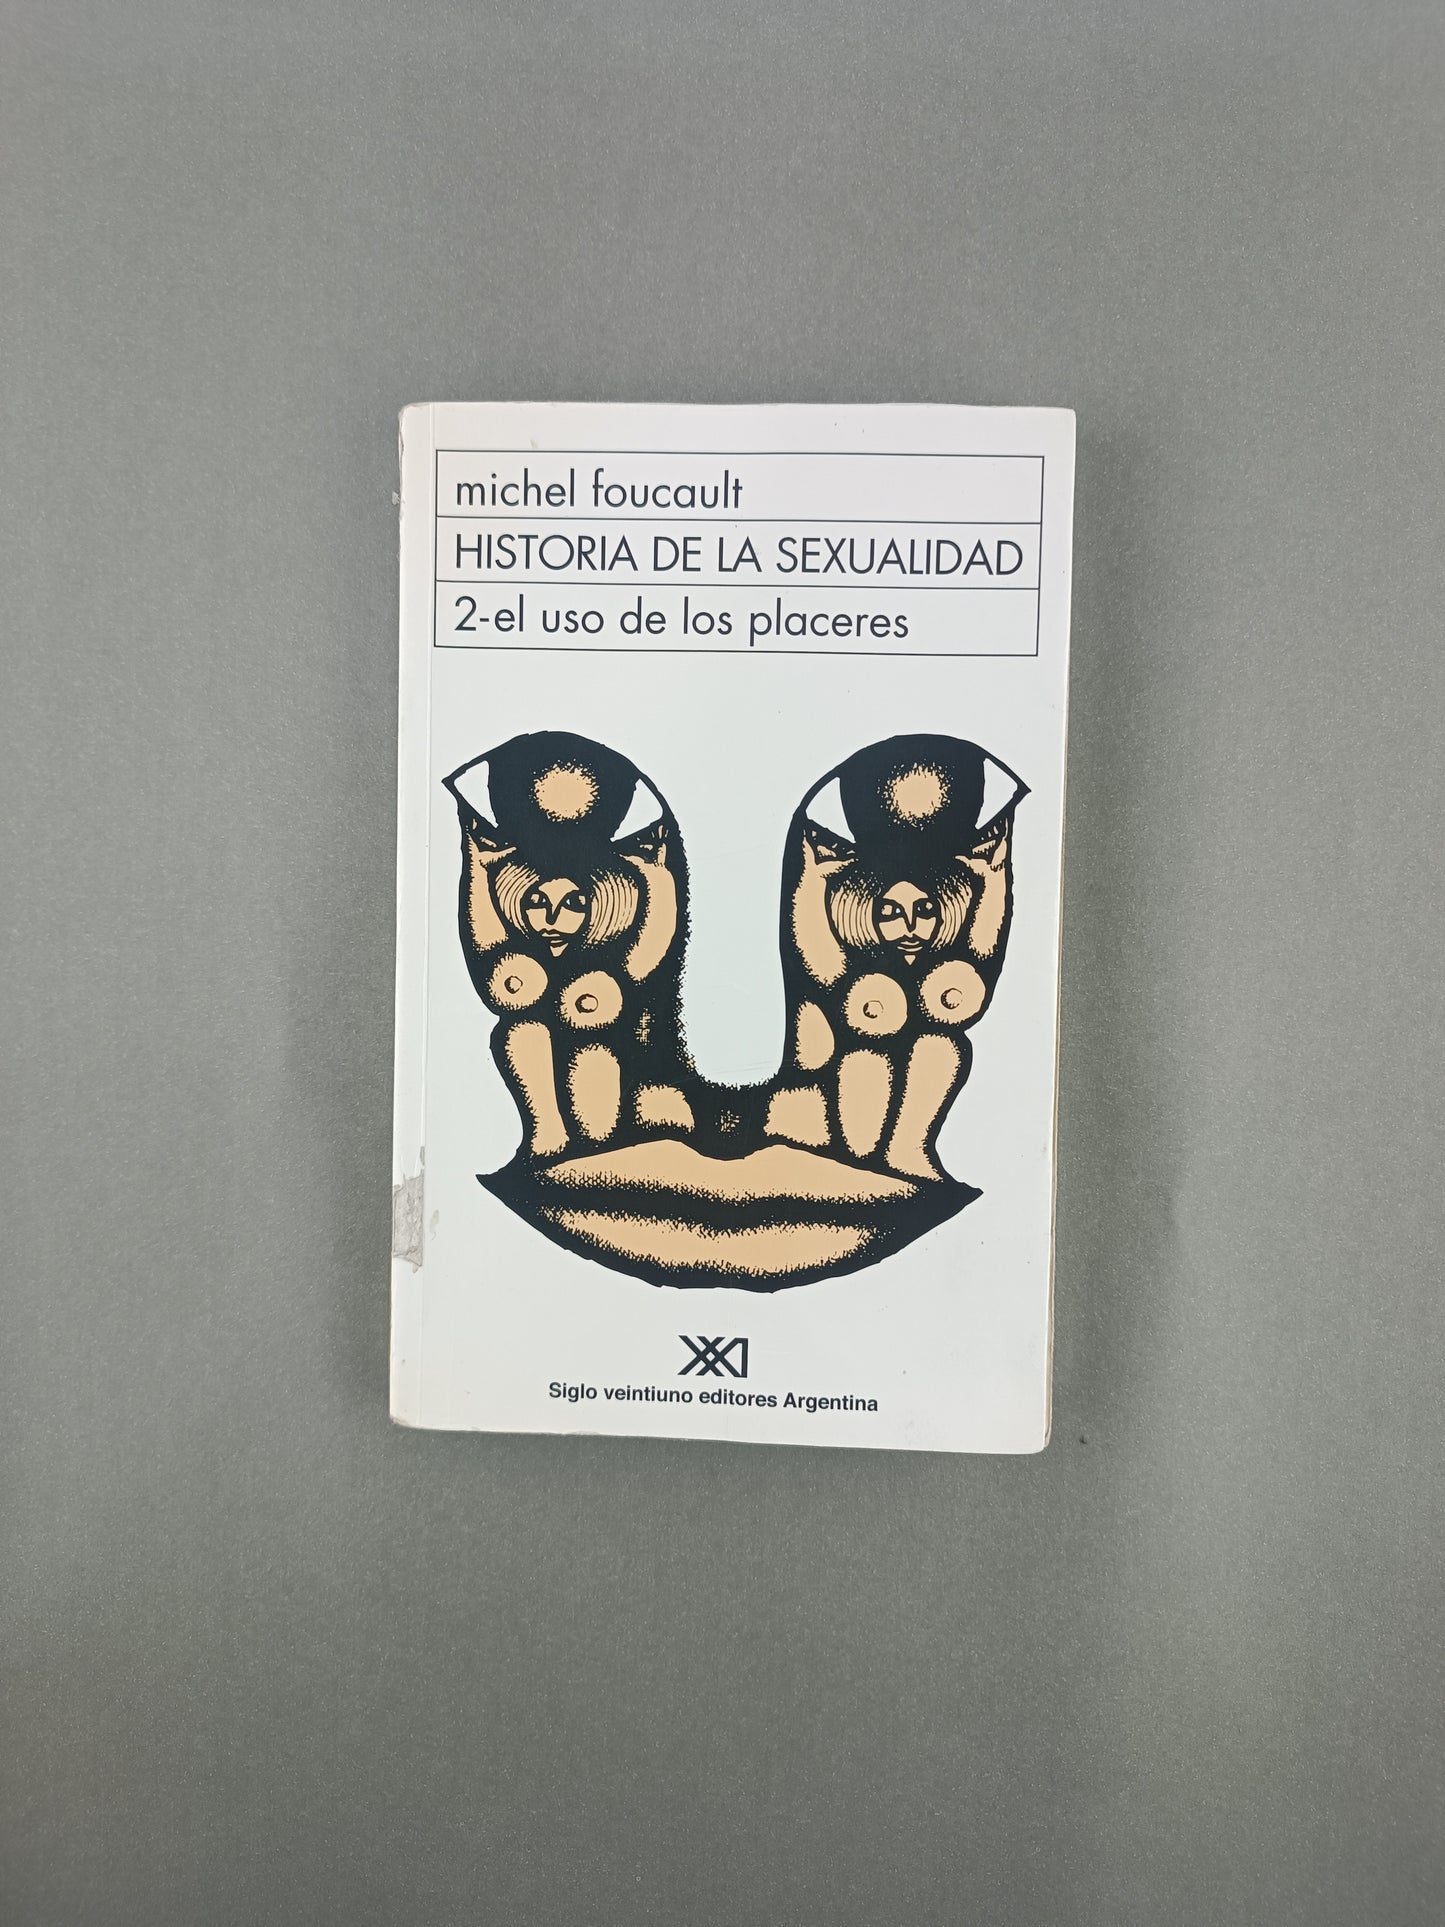 michel foucault
HISTORIA DE LA SEXUALIDAD
2-el uso de los placeres
Siglo veintiuno editores Argentina